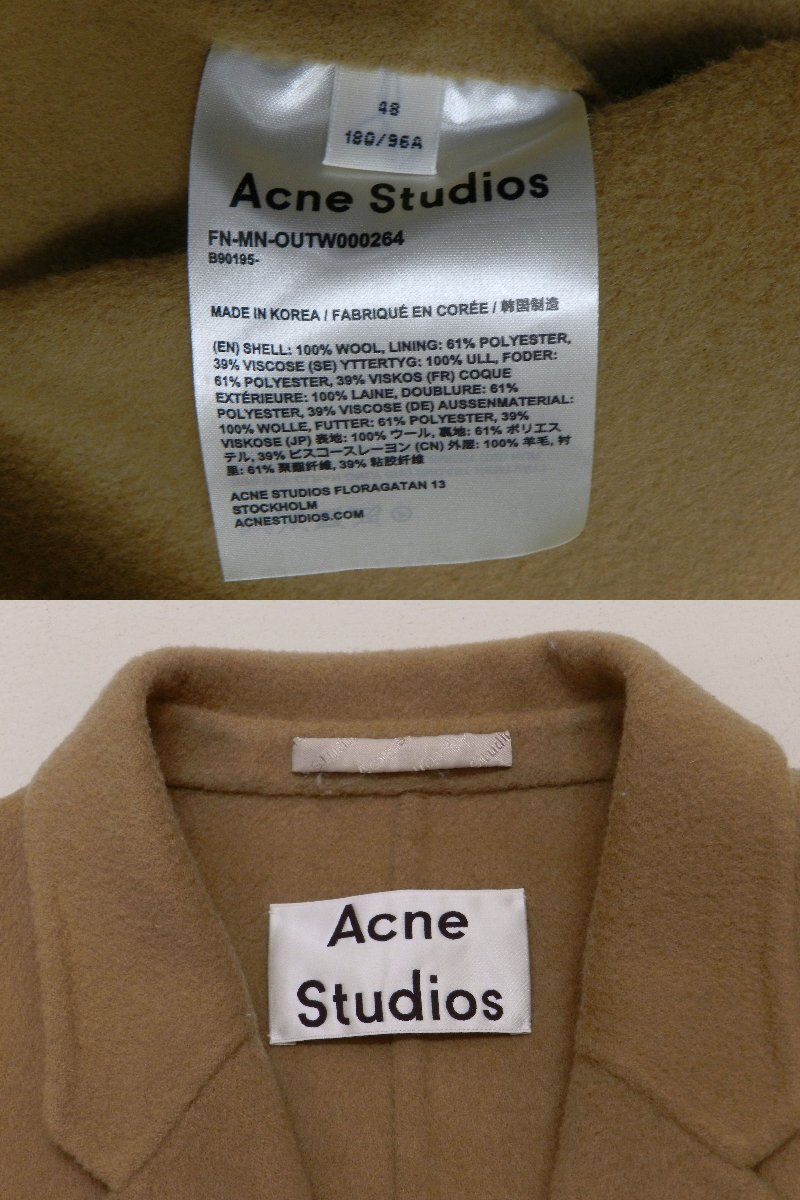 48
180/96A
Acne Studios
FN-MN-OUTW000264
B90195-
MADE IN KOREA / FABRIQUÉ EN CORÉE / 韩国制造
(EN) SHELL: 100% WOOL, LINING: 61% POLYESTER,
39% VISCOSE (SE) YTTERTYG: 100% ULL, FODER:
61% POLYESTER, 39% VISKOS (FR) COQUE
EXTÉRIEURE: 100% LAINE, DOUBLURE: 61%
POLYESTER, 39% VISCOSE (DE) AUSSENMATERIAL:
100% WOLLE, FUTTER: 61% POLYESTER, 39%
VISKOSE (JP) 表地: 100% ウール, 裏地: 61% ポリエス
テル, 39% ビスコースレーヨン (CN) 外层: 100% 羊毛, 衬
里: 61% 聚酯纤维, 39% 粘胶纤维
ACNE STUDIOS FLORAGATAN 13
STOCKHOLM
ACNESTUDIOS.COM
Studio
Acne
Studios